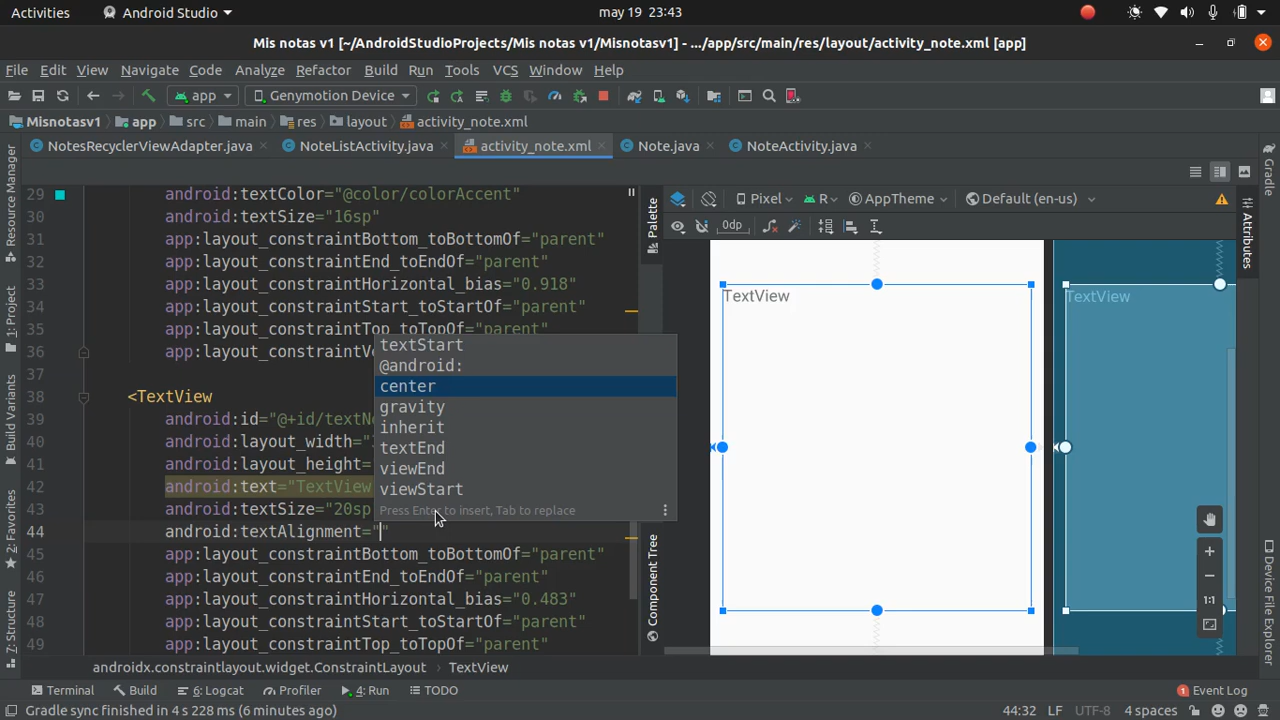 Activities
Android Studio
may 19 23:43
Mis notas v1 [~/AndroidStudioProjects/Mis notas v1/Misnotasv1] - .../app/src/main/res/layout/activity_note.xml [app]
File Edit View Navigate Code Analyze Refactor Build Run Tools VCS Window Help
app Genymotion Device
Misnotasv1 app src main res layout activity_note.xml
NotesRecyclerViewAdapter.java NoteListActivity.java activity_note.xml Note.java NoteActivity.java
Resource Manager
1: Project
Build Variants
2: Favorites
7: Structure
29 android:textColor="@color/colorAccent"
30 android:textSize="16sp"
31 app:layout_constraintBottom_toBottomOf="parent"
32 app:layout_constraintEnd_toEndOf="parent"
33 app:layout_constraintHorizontal_bias="0.918"
34 app:layout_constraintStart_toStartOf="parent"
35 app:layout_constraintTop_toTopOf="parent"
36 app:layout_constraintVe
37
38 <TextView
39 android:id="@+id/textNo
40 android:layout_width="
41 android:layout_height=
42 android:text="TextView
43 android:textSize="20sp
44 android:textAlignment=""
45 app:layout_constraintBottom_toBottomOf="parent"
46 app:layout_constraintEnd_toEndOf="parent"
47 app:layout_constraintHorizontal_bias="0.483"
48 app:layout_constraintStart_toStartOf="parent"
49 app:layout_constraintTop_toTopOf="parent"
textStart
@android:
center
gravity
inherit
textEnd
viewEnd
viewStart
Press Enter to insert, Tab to replace
Palette
Component Tree
Pixel R AppTheme Default (en-us)
0dp
TextView
TextView
1:1
Gradle
Attributes
Device File Explorer
androidx.constraintlayout.widget.ConstraintLayout TextView
Terminal Build 6: Logcat Profiler 4: Run TODO 1 Event Log
Gradle sync finished in 4 s 228 ms (6 minutes ago) 44:32 LF UTF-8 4 spaces